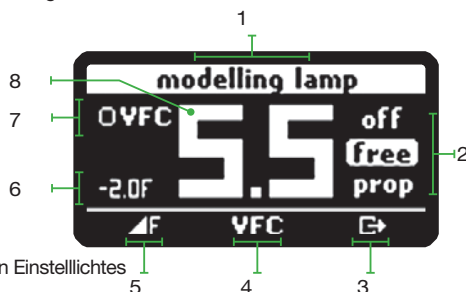 1
modelling lamp
8
7
OVFC
5.5
off
free
2
prop
6
-2.0F
F
VFC
n Einstelllichtes
5
4
3